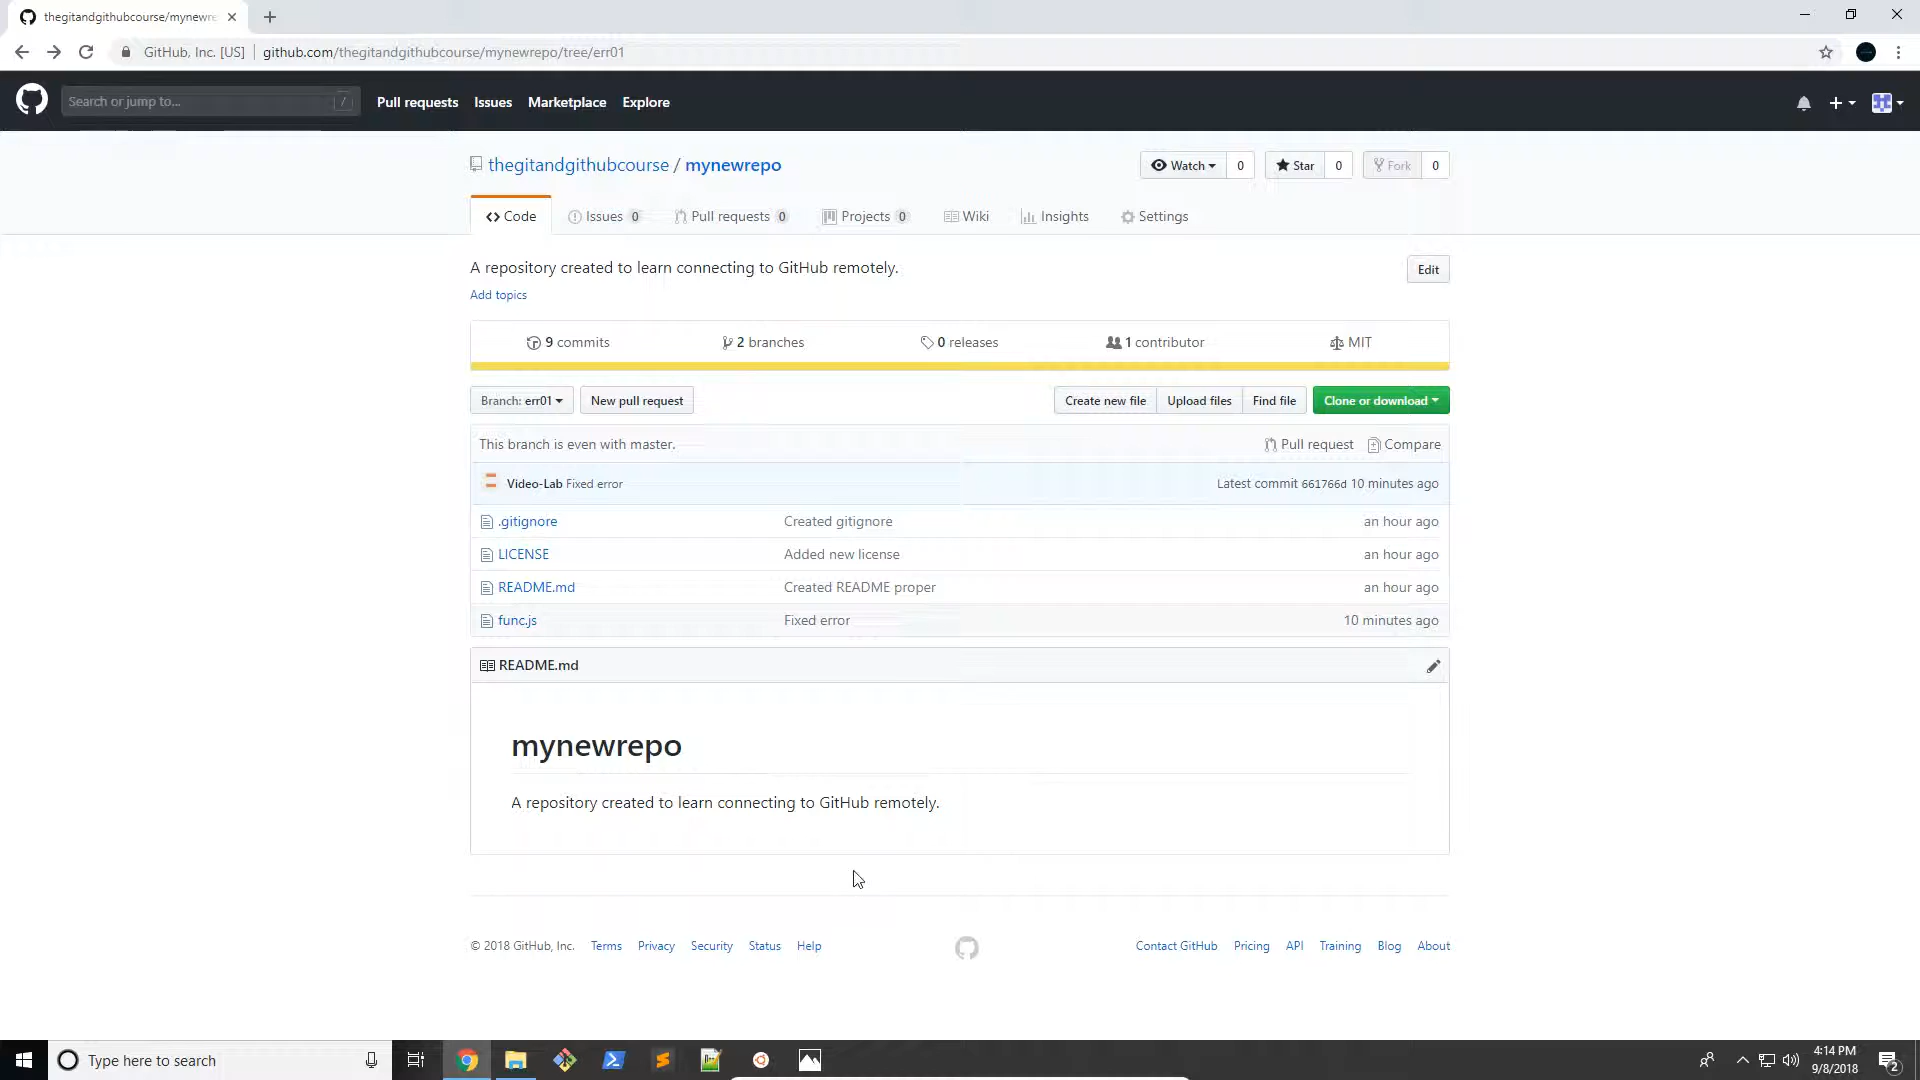 thegitandgithubcourse/mynewre
GitHub, Inc. [US]
github.com/thegitandgithubcourse/mynewrepo/tree/err01
Search or jump to... /
Pull requests Issues Marketplace Explore
thegitandgithubcourse / mynewrepo
Watch 0 Star 0 Fork 0
Code Issues 0 Pull requests 0 Projects 0 Wiki Insights Settings
A repository created to learn connecting to GitHub remotely.
Edit
Add topics
9 commits 2 branches 0 releases 1 contributor MIT
Branch: err01 New pull request Create new file Upload files Find file Clone or download
This branch is even with master. Pull request Compare
Video-Lab Fixed error Latest commit 661766d 10 minutes ago
.gitignore Created gitignore an hour ago
LICENSE Added new license an hour ago
README.md Created README proper an hour ago
func.js Fixed error 10 minutes ago
README.md
mynewrepo
A repository created to learn connecting to GitHub remotely.
© 2018 GitHub, Inc. Terms Privacy Security Status Help Contact GitHub Pricing API Training Blog About
Type here to search
4:14 PM
9/8/2018
2